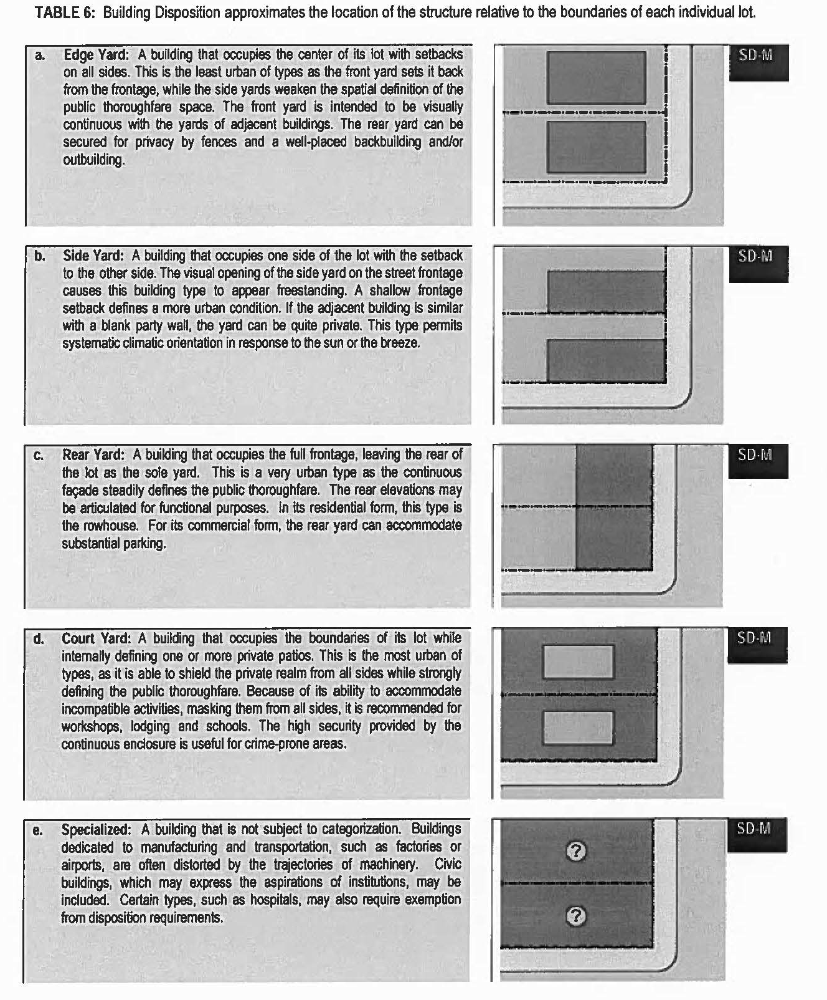 TABLE 6: Building Disposition approximates the location of the structure relative to the boundaries of each individual lot.
a. Edge Yard: A building that occupies the center of its lot with setbacks
on all sides. This is the least urban of types as the front yard sets it back
from the frontage, while the side yards weaken the spatial definition of the
public thoroughfare space. The front yard is intended to be visually
continuous with the yards of adjacent buildings. The rear yard can be
secured for privacy by fences and a well-placed backbuilding and/or
outbuilding.
SD-M
b. Side Yard: A building that occupies one side of the lot with the setback
to the other side. The visual opening of the side yard on the street frontage
causes this building type to appear freestanding. A shallow frontage
setback defines a more urban condition. If the adjacent building is similar
with a blank party wall, the yard can be quite private. This type permits
systematic climatic orientation in response to the sun or the breeze.
SD-M
c. Rear Yard: A building that occupies the full frontage, leaving the rear of
the lot as the sole yard. This is a very urban type as the continuous
façade steadily defines the public thoroughfare. The rear elevations may
be articulated for functional purposes. In its residential form, this type is
the rowhouse. For its commercial form, the rear yard can accommodate
substantial parking.
SD-M
d. Court Yard: A building that occupies the boundaries of its lot while
internally defining one or more private patios. This is the most urban of
types, as it is able to shield the private realm from all sides while strongly
defining the public thoroughfare. Because of its ability to accommodate
incompatible activities, masking them from all sides, it is recommended for
workshops, lodging and schools. The high security provided by the
continuous enclosure is useful for crime-prone areas.
SD-M
e. Specialized: A building that is not subject to categorization. Buildings
dedicated to manufacturing and transportation, such as factories or
airports, are often distorted by the trajectories of machinery. Civic
buildings, which may express the aspirations of institutions, may be
included. Certain types, such as hospitals, may also require exemption
from disposition requirements.
?
?
SD-M